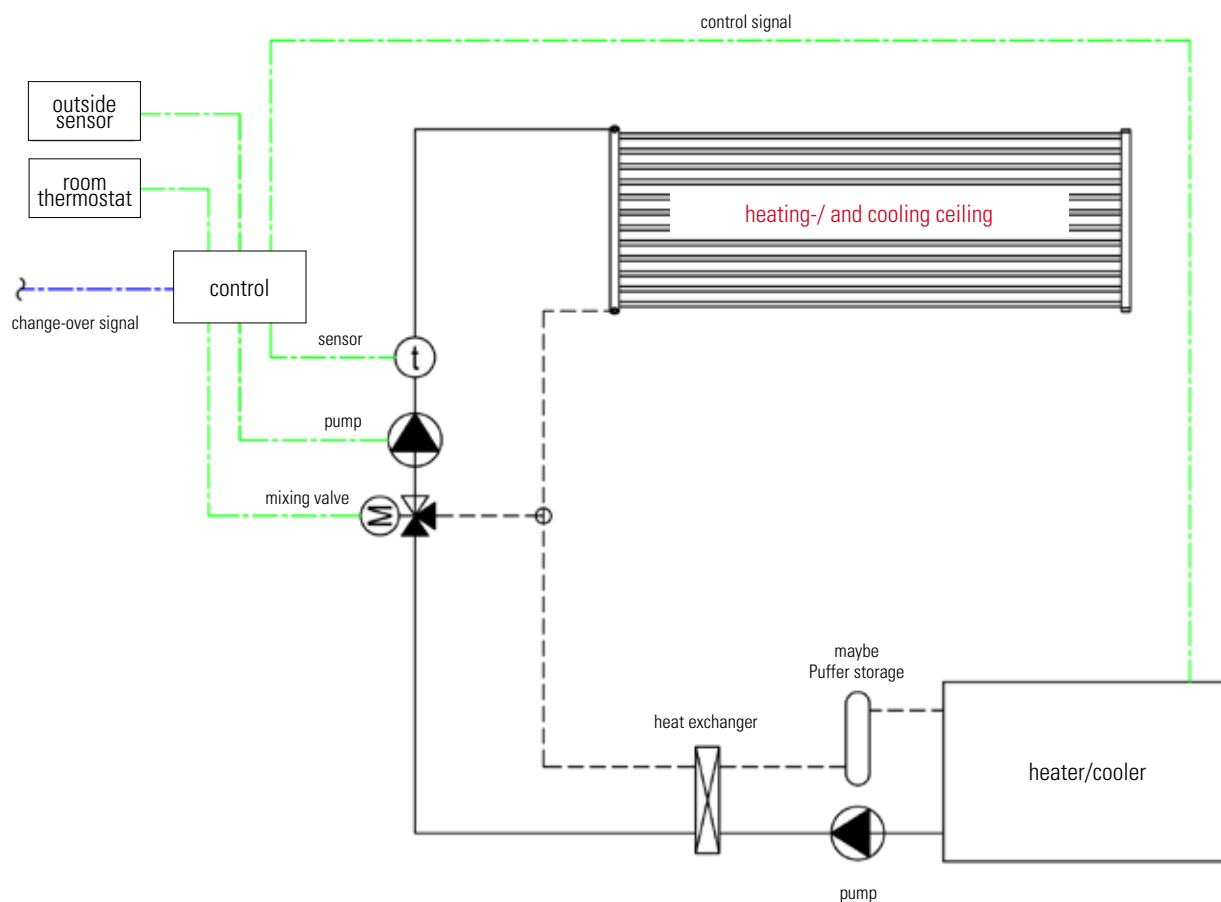 control signal
outside
sensor
room
thermostat
heating-/ and cooling ceiling
control
change-over signal
sensor
t
pump
mixing valve
M
maybe
Puffer storage
heat exchanger
heater/cooler
pump